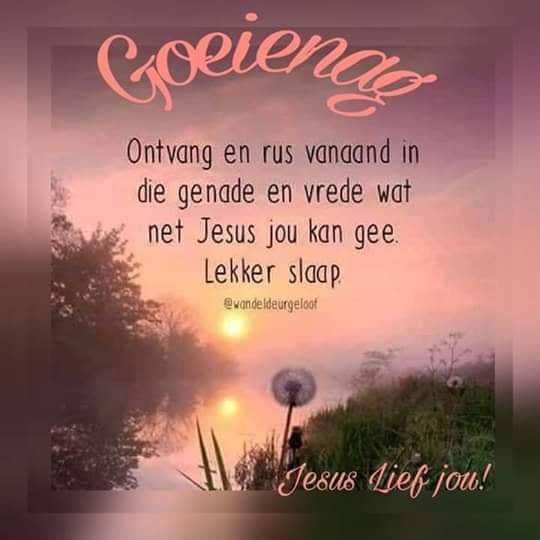 Goeienag
Ontvang en rus vanaand in
die genade en vrede wat
net Jesus jou kan gee.
Lekker slaap.
@wandeldeurgeloof
Jesus Lief jou!